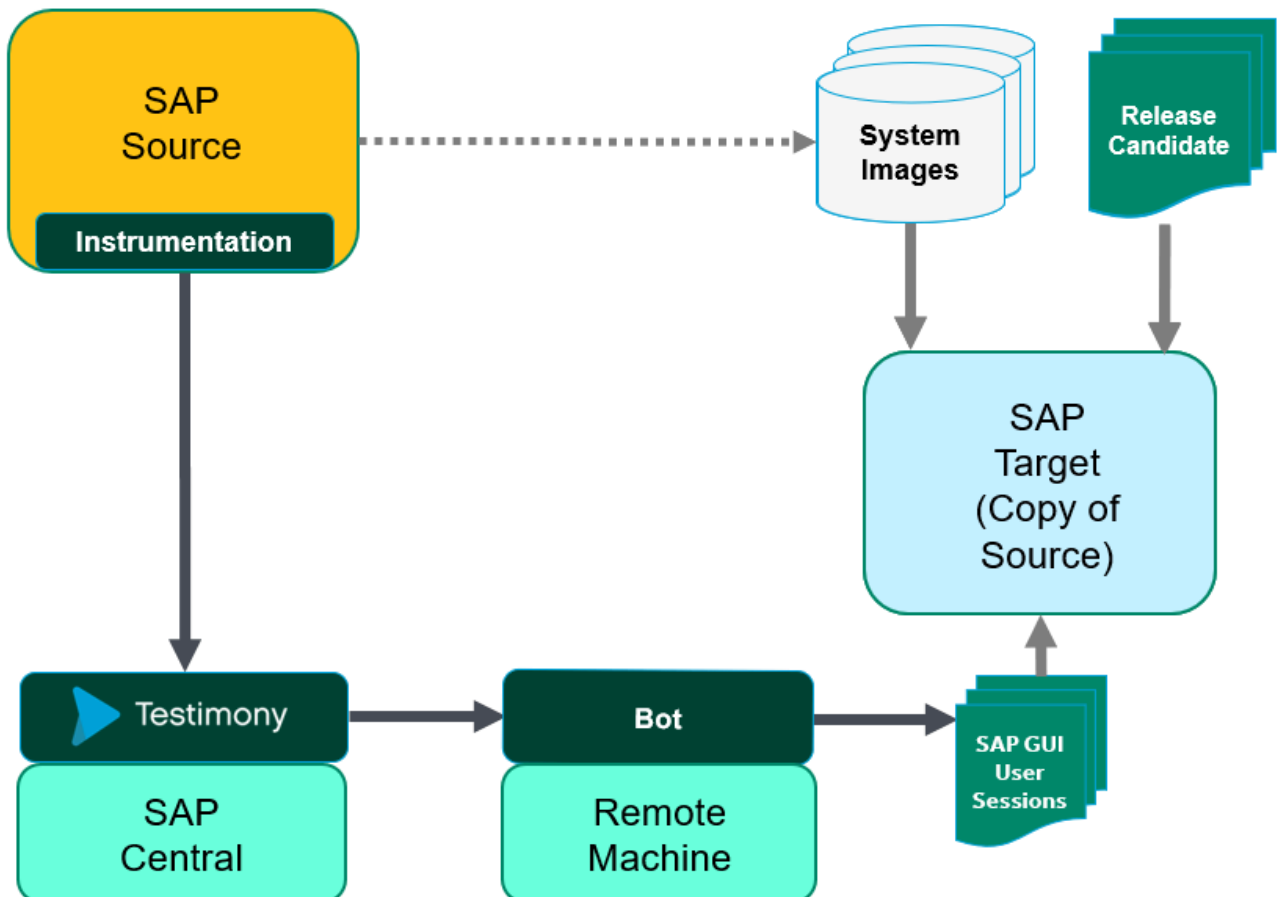 SAP
Source
Instrumentation
System
Images
Release
Candidate
SAP
Target
(Copy of
Source)
Testimony
SAP
Central
Bot
Remote
Machine
SAP GUI
User
Sessions